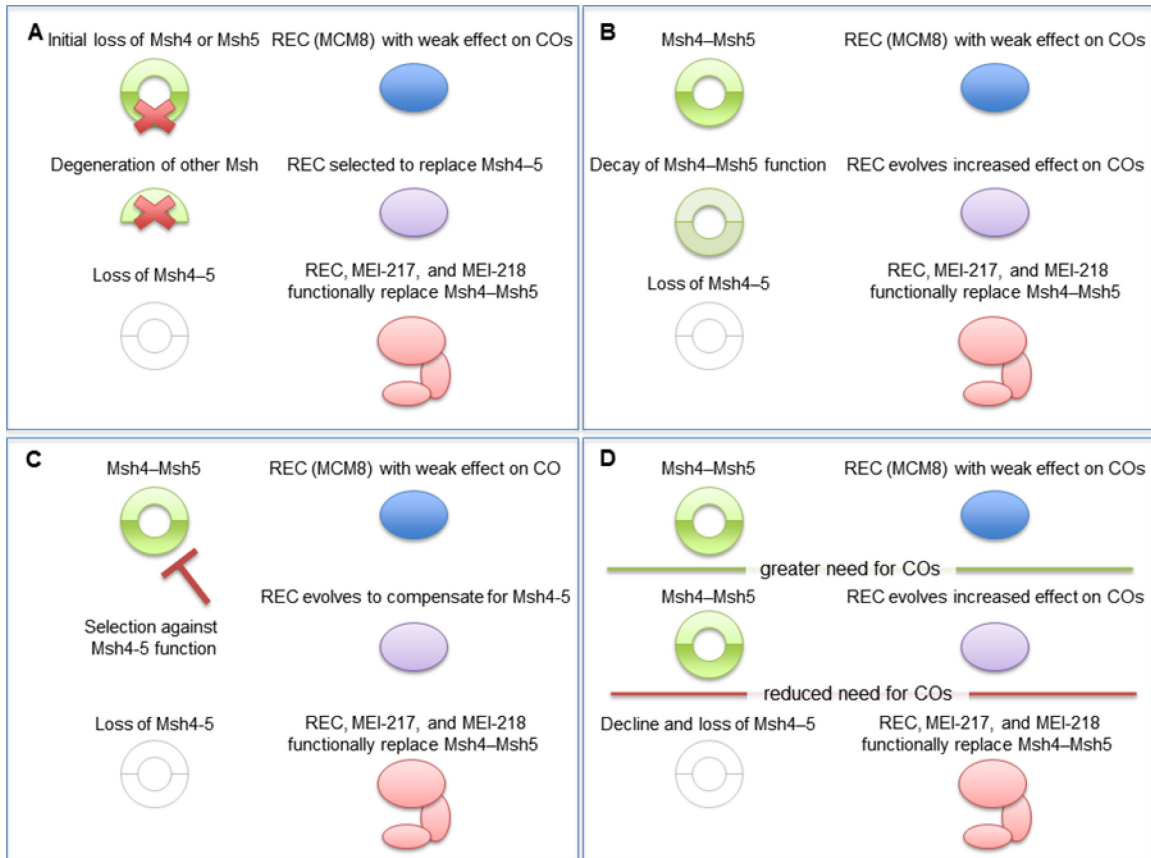 A
Initial loss of Msh4 or Msh5
REC (MCM8) with weak effect on COs
Degeneration of other Msh
REC selected to replace Msh4–5
Loss of Msh4–5
REC, MEI-217, and MEI-218
functionally replace Msh4–Msh5
B
Msh4–Msh5
REC (MCM8) with weak effect on COs
Decay of Msh4–Msh5 function
REC evolves increased effect on COs
Loss of Msh4–5
REC, MEI-217, and MEI-218
functionally replace Msh4–Msh5
C
Msh4–Msh5
REC (MCM8) with weak effect on CO
REC evolves to compensate for Msh4-5
Selection against
Msh4-5 function
Loss of Msh4-5
REC, MEI-217, and MEI-218
functionally replace Msh4–Msh5
D
Msh4–Msh5
REC (MCM8) with weak effect on COs
greater need for COs
Msh4–Msh5
REC evolves increased effect on COs
reduced need for COs
Decline and loss of Msh4–5
REC, MEI-217, and MEI-218
functionally replace Msh4–Msh5